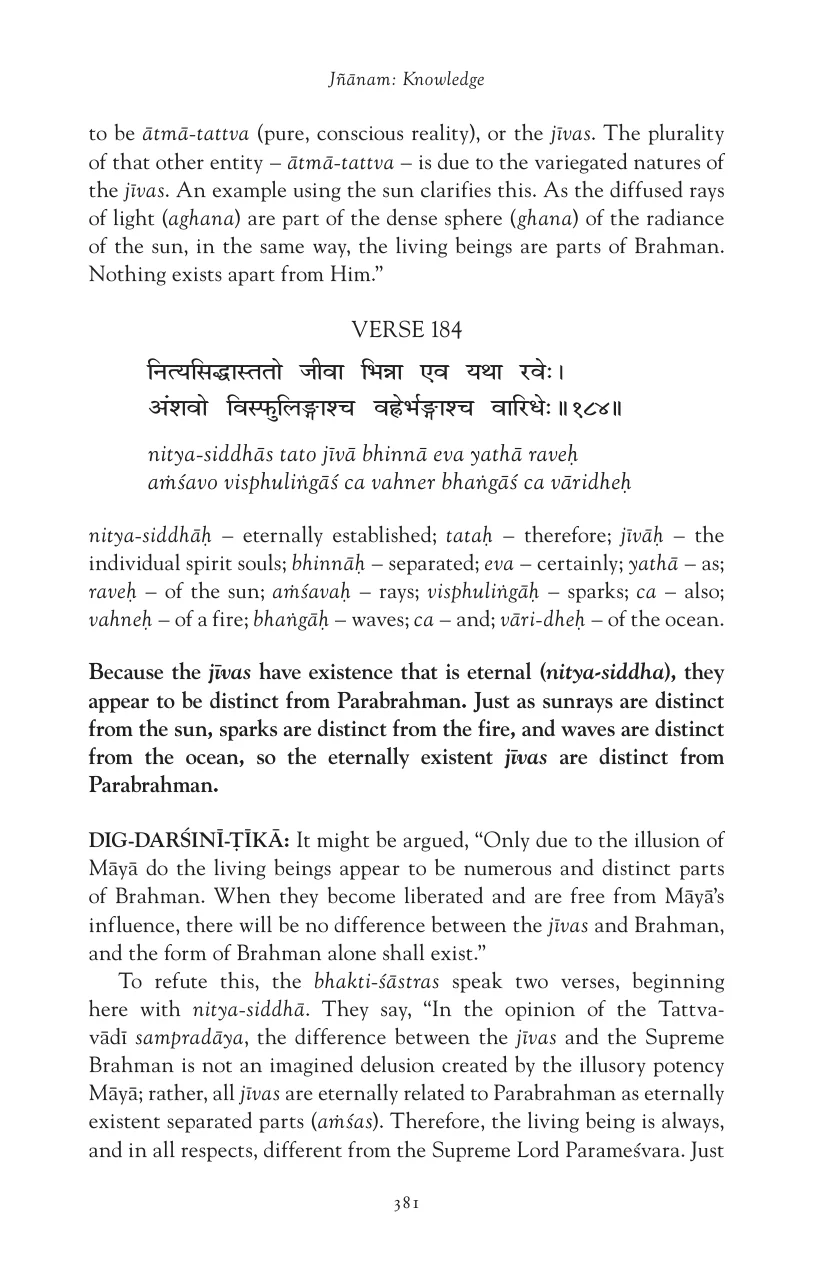 Jñānam: Knowledge
to be ātmā-tattva (pure, conscious reality), or the jīvas. The plurality
of that other entity – ātmā-tattva – is due to the variegated natures of
the jīvas. An example using the sun clarifies this. As the diffused rays
of light (aghana) are part of the dense sphere (ghana) of the radiance
of the sun, in the same way, the living beings are parts of Brahman.
Nothing exists apart from Him.”
VERSE 184
नित्यसिद्धास्ततो जीवा भिन्ना एव यथा रवेः।
अंशवो विस्फुलिङ्गाश्च वह्नेर्भङ्गाश्च वारिधेः॥१८४॥
nitya-siddhās tato jīvā bhinnā eva yathā raveḥ
aṁśavo visphuliṅgāś ca vahner bhaṅgāś ca vāridheḥ
nitya-siddhāḥ – eternally established; tataḥ – therefore; jīvāḥ – the
individual spirit souls; bhinnāḥ – separated; eva – certainly; yathā – as;
raveḥ – of the sun; aṁśavaḥ – rays; visphuliṅgāḥ – sparks; ca – also;
vahneḥ – of a fire; bhaṅgāḥ – waves; ca – and; vāri-dheḥ – of the ocean.
Because the jīvas have existence that is eternal (nitya-siddha), they
appear to be distinct from Parabrahman. Just as sunrays are distinct
from the sun, sparks are distinct from the fire, and waves are distinct
from the ocean, so the eternally existent jīvas are distinct from
Parabrahman.
DIG-DARŚINĪ-ṬĪKĀ: It might be argued, “Only due to the illusion of
Māyā do the living beings appear to be numerous and distinct parts
of Brahman. When they become liberated and are free from Māyā’s
influence, there will be no difference between the jīvas and Brahman,
and the form of Brahman alone shall exist.”
To refute this, the bhakti-śāstras speak two verses, beginning
here with nitya-siddhā. They say, “In the opinion of the Tattva-
vādī sampradāya, the difference between the jīvas and the Supreme
Brahman is not an imagined delusion created by the illusory potency
Māyā; rather, all jīvas are eternally related to Parabrahman as eternally
existent separated parts (aṁśas). Therefore, the living being is always,
and in all respects, different from the Supreme Lord Parameśvara. Just
381